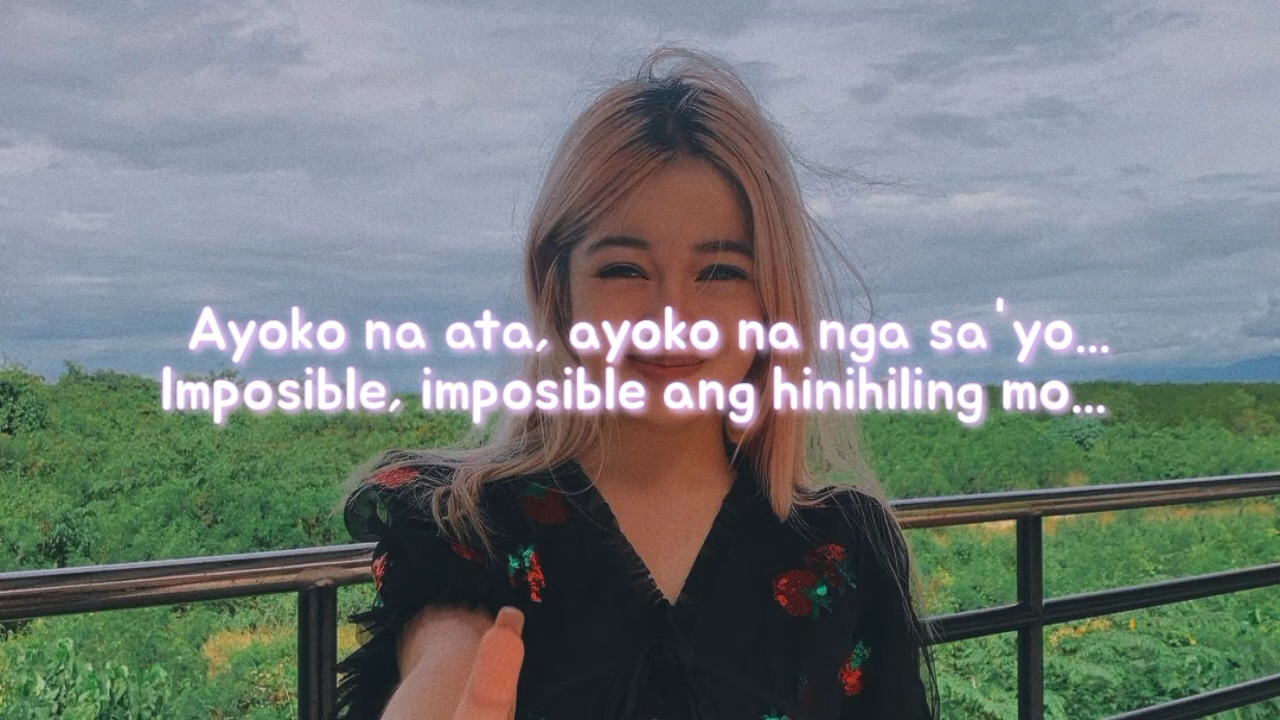 Ayoko na ata, ayoko na nga sa'yo...
Imposible, imposible ang hinihiling mo...